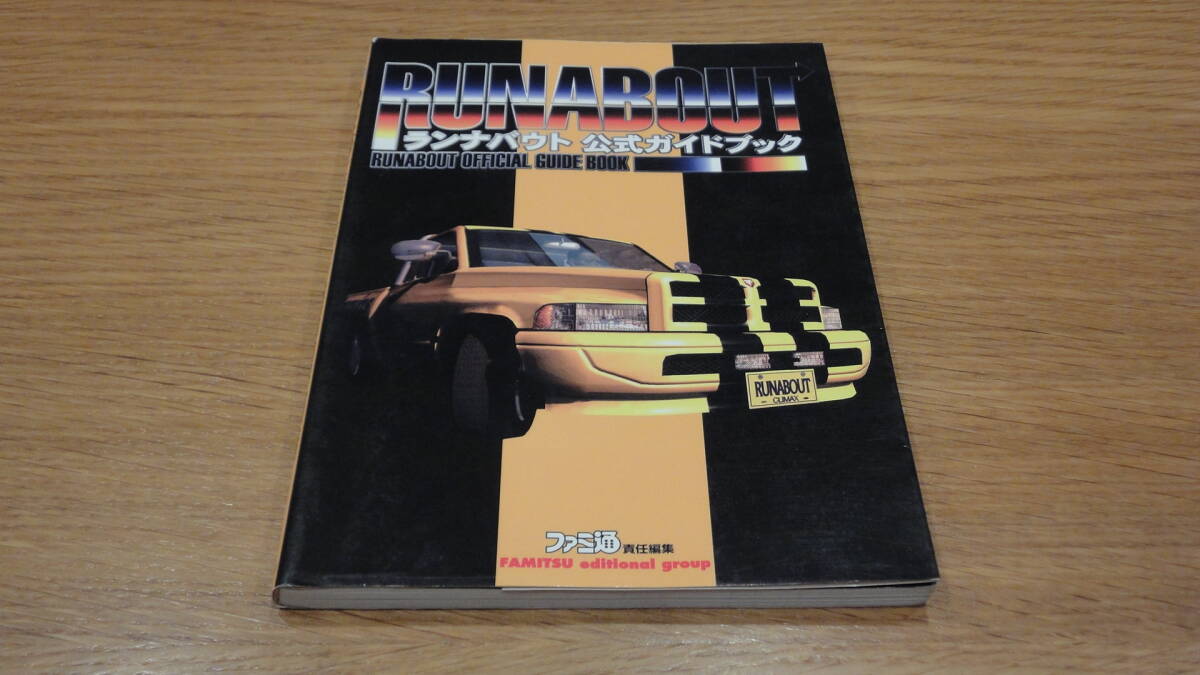 RUNABOUT
ランナバウト 公式ガイドブック
RUNABOUT OFFICIAL GUIDE BOOK
RUNABOUT
CLIMAX
ファミ通 責任編集
FAMITSU editional group